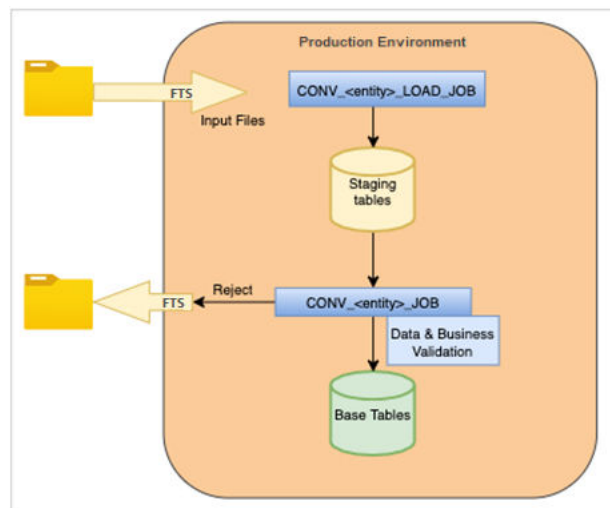 Production Environment
FTS
CONV_<entity>_LOAD_JOB
Input Files
Staging
tables
Reject
FTS
CONV_<entity>_JOB
Data & Business
Validation
Base Tables